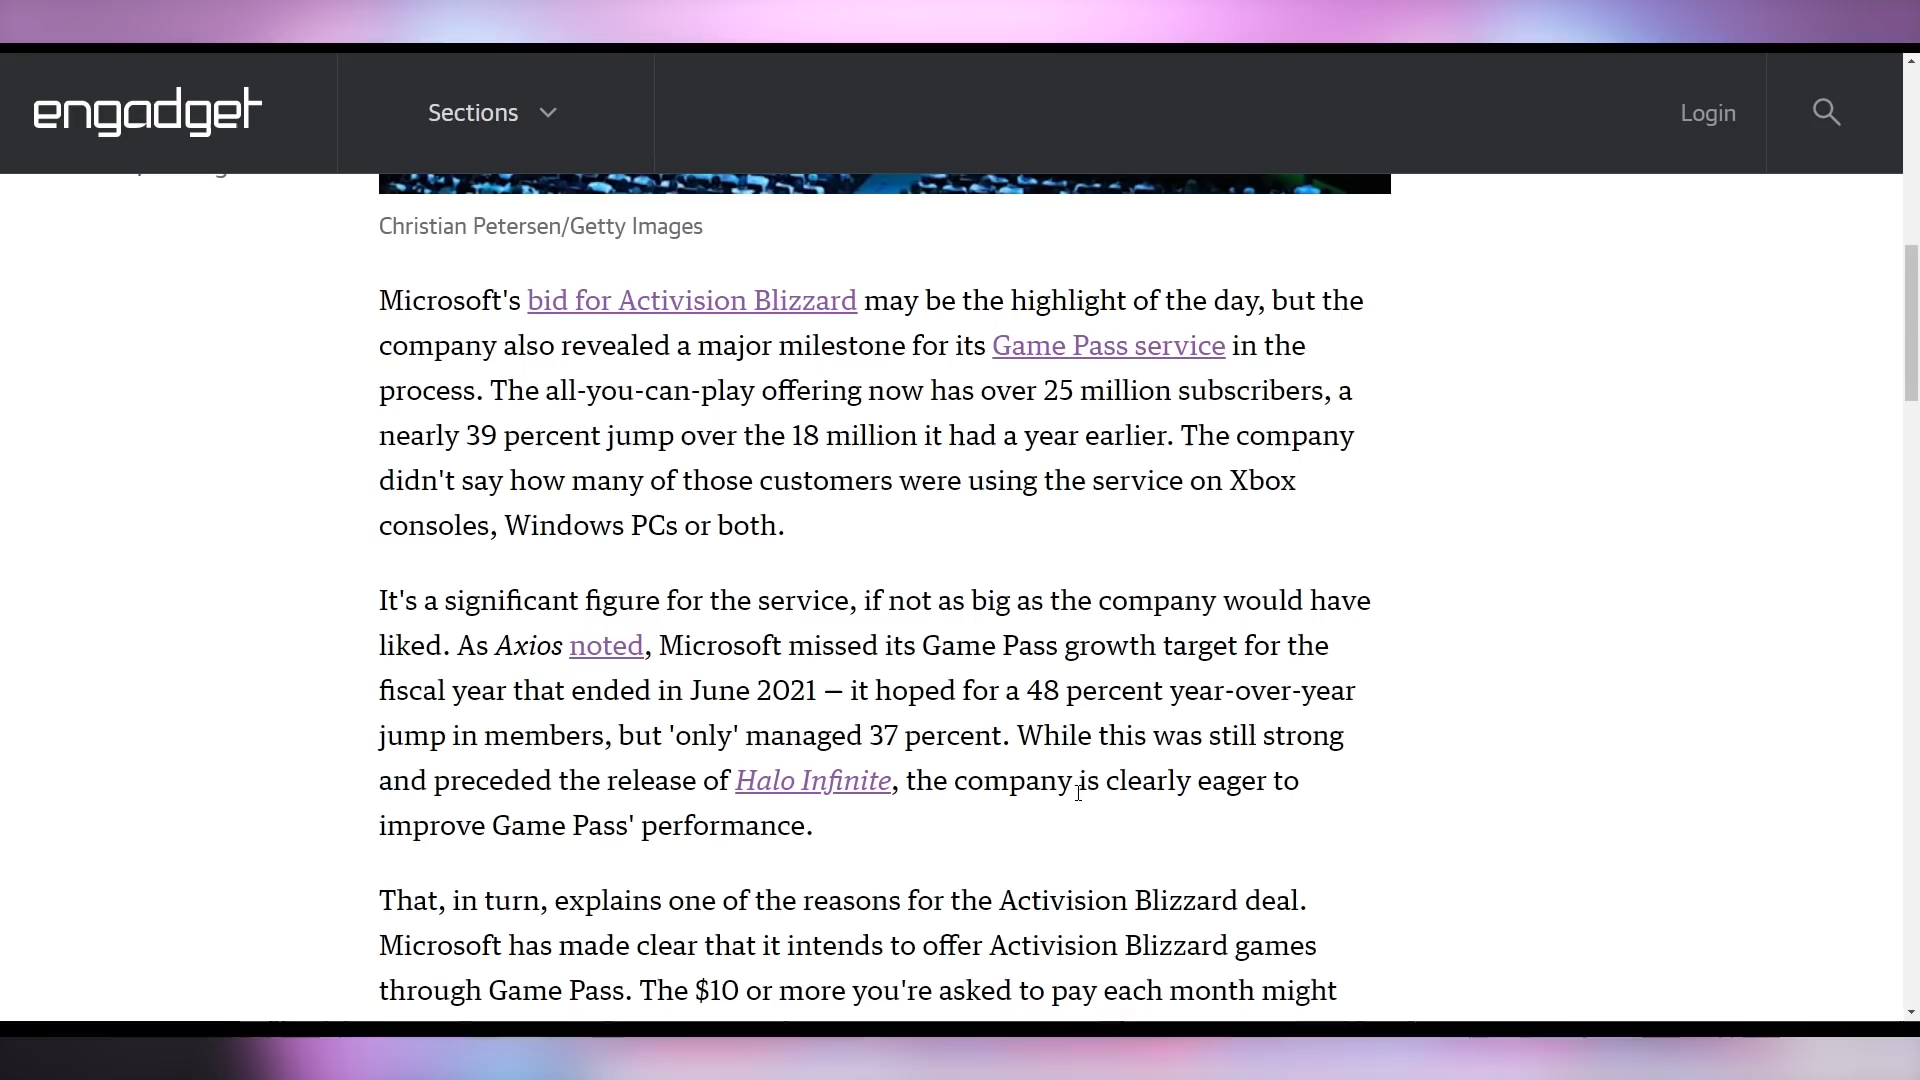 engadget
Sections
Login
Christian Petersen/Getty Images
Microsoft's bid for Activision Blizzard may be the highlight of the day, but the
company also revealed a major milestone for its Game Pass service in the
process. The all-you-can-play offering now has over 25 million subscribers, a
nearly 39 percent jump over the 18 million it had a year earlier. The company
didn't say how many of those customers were using the service on Xbox
consoles, Windows PCs or both.
It's a significant figure for the service, if not as big as the company would have
liked. As Axios noted, Microsoft missed its Game Pass growth target for the
fiscal year that ended in June 2021 — it hoped for a 48 percent year-over-year
jump in members, but 'only' managed 37 percent. While this was still strong
and preceded the release of Halo Infinite, the company is clearly eager to
improve Game Pass' performance.
That, in turn, explains one of the reasons for the Activision Blizzard deal.
Microsoft has made clear that it intends to offer Activision Blizzard games
through Game Pass. The $10 or more you're asked to pay each month might